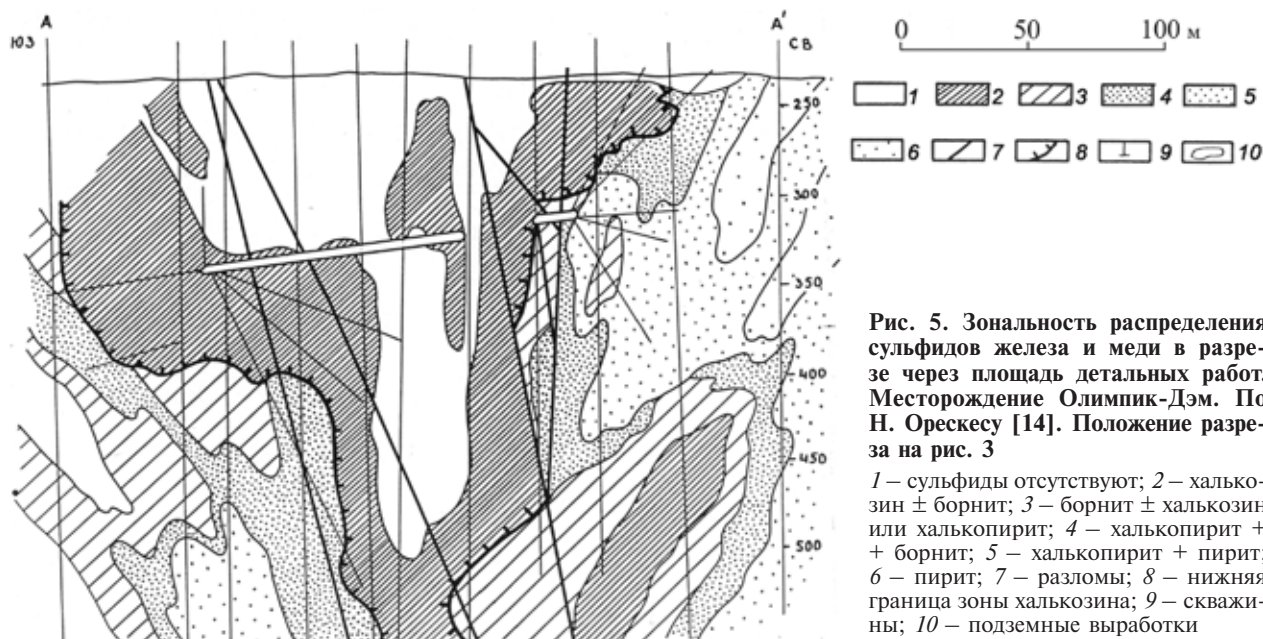 А
А′
ЮЗ
СВ
250
300
350
400
450
500
0 50 100 м
1 2 3 4 5
6 7 8 9 10
Рис. 5. Зональность распределения
сульфидов железа и меди в разре-
зе через площадь детальных работ.
Месторождение Олимпик-Дэм. По
Н. Орескесу [14]. Положение разре-
за на рис. 3
1 – сульфиды отсутствуют; 2 – халько-
зин ± борнит; 3 – борнит ± халькозин
или халькопирит; 4 – халькопирит +
+ борнит; 5 – халькопирит + пирит;
6 – пирит; 7 – разломы; 8 – нижняя
граница зоны халькозина; 9 – скважи-
ны; 10 – подземные выработки